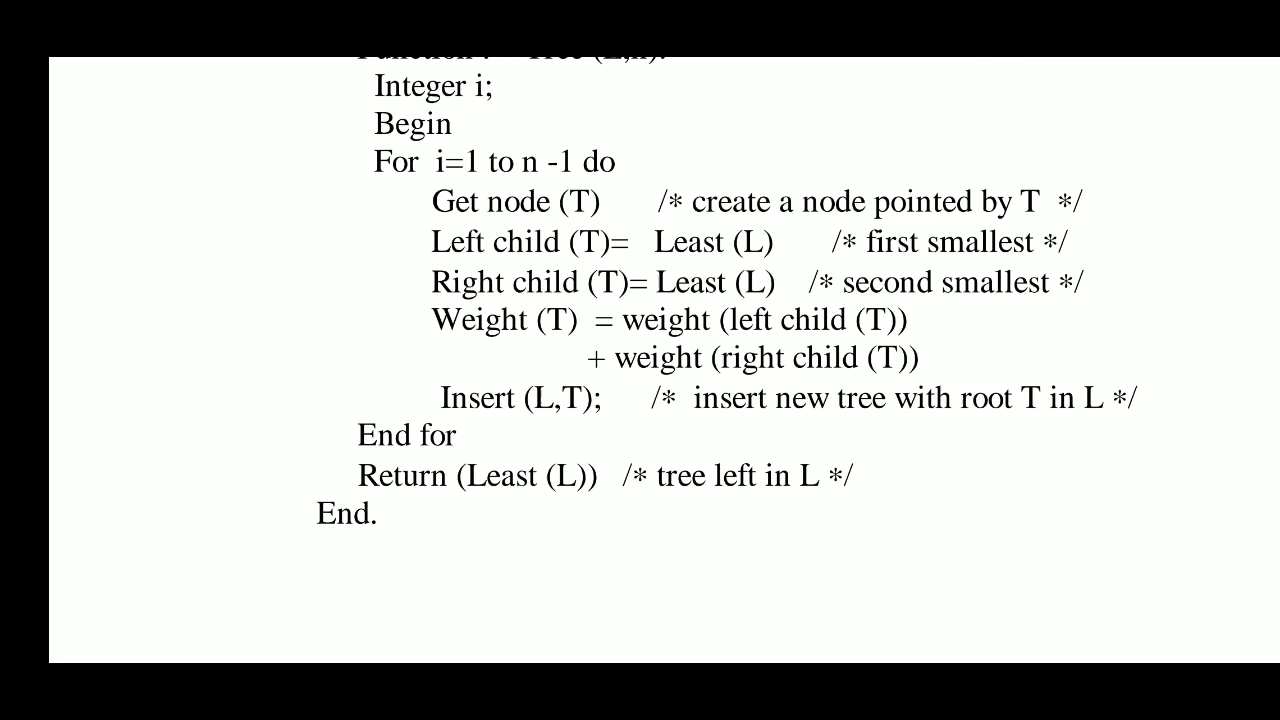 Integer i;
Begin
For i=1 to n -1 do
Get node (T) /* create a node pointed by T */
Left child (T)= Least (L) /* first smallest */
Right child (T)= Least (L) /* second smallest */
Weight (T) = weight (left child (T))
+ weight (right child (T))
Insert (L,T); /* insert new tree with root T in L */
End for
Return (Least (L)) /* tree left in L */
End.